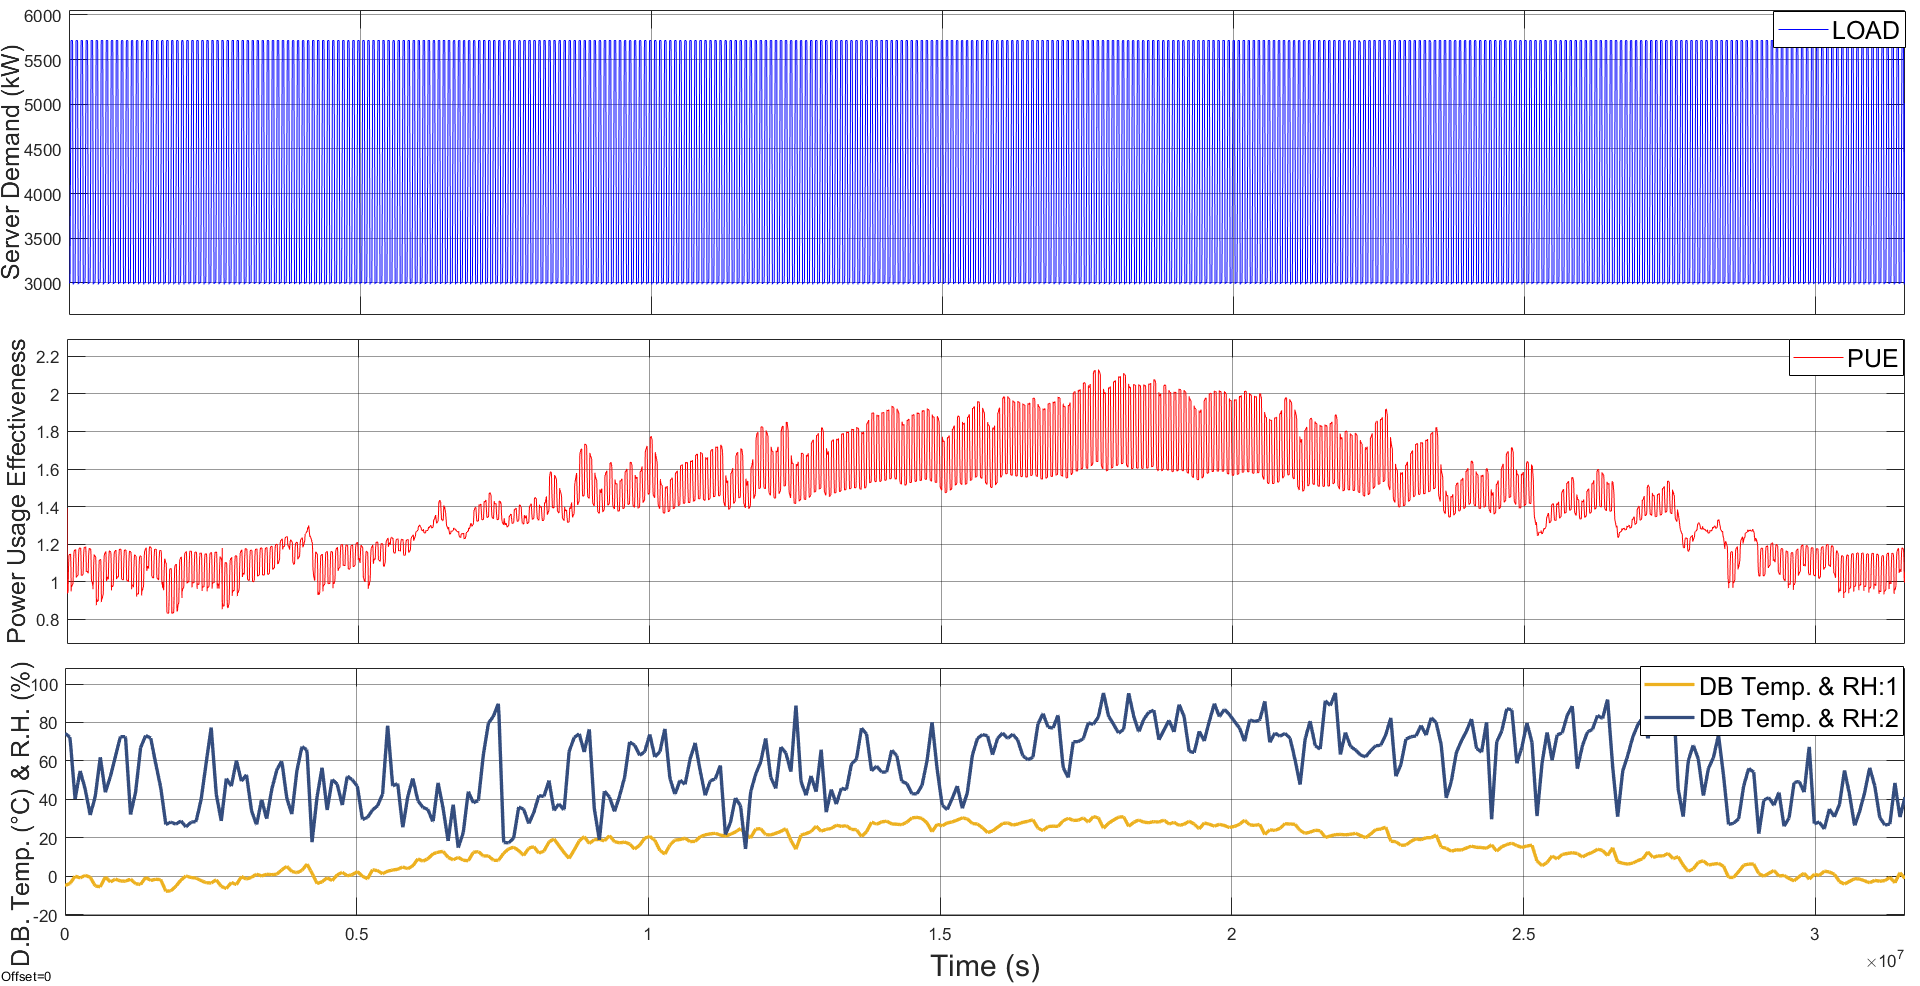 Server Demand (kW)
6000
5500
5000
4500
4000
3500
3000
LOAD
Power Usage Effectiveness
2.2
2
1.8
1.6
1.4
1.2
1
0.8
PUE
D.B. Temp. (°C) & R.H. (%)
100
80
60
40
20
0
-20
DB Temp. & RH:1
DB Temp. & RH:2
0 0.5 1 1.5 2 2.5 3
×10⁷
Time (s)
Offset=0